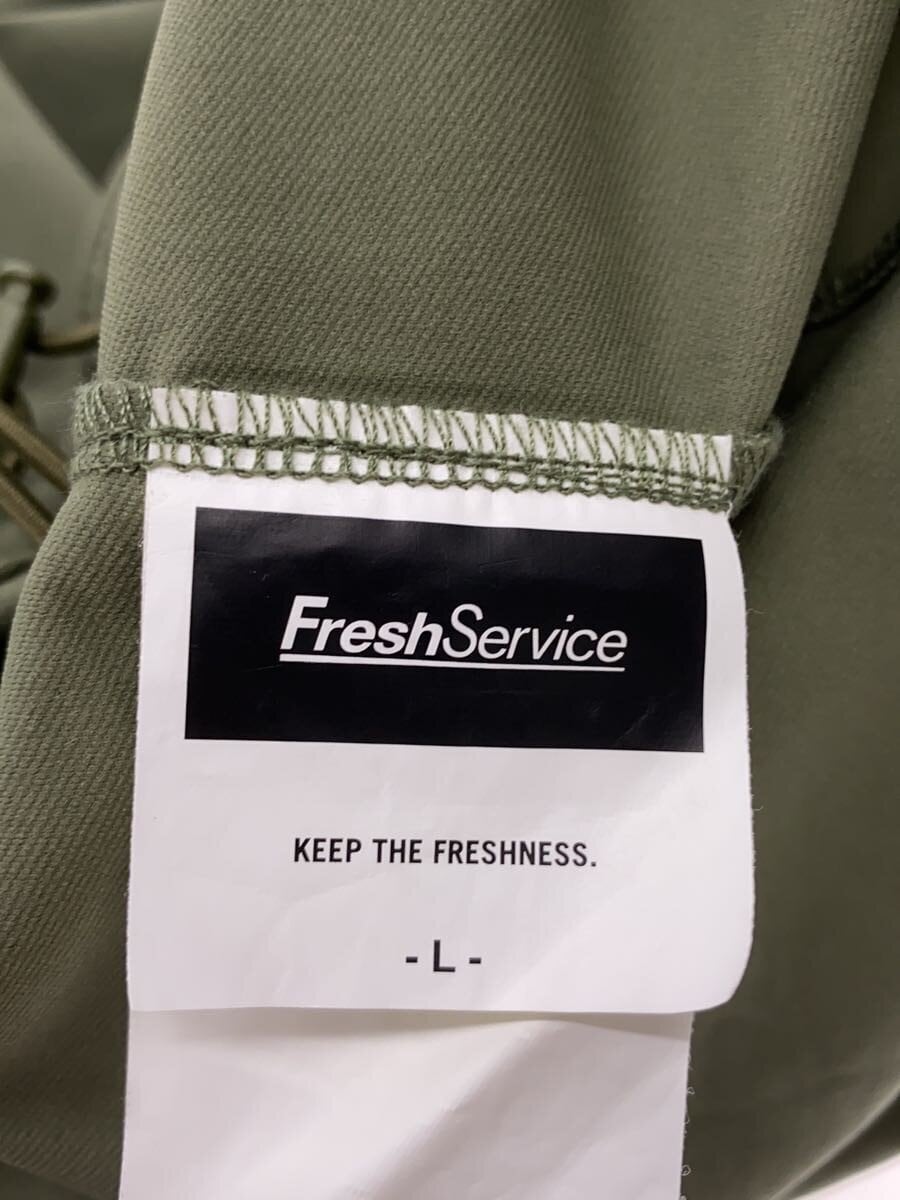 FreshService
KEEP THE FRESHNESS.
- L -